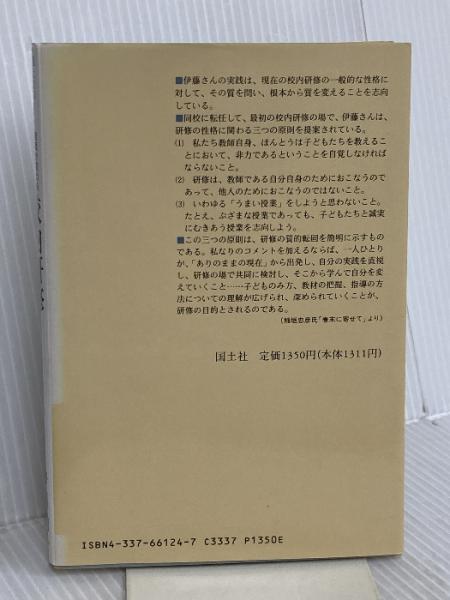 ■伊藤さんの実践は、現在の校内研修の一般的な性格に
対して、その質を問い、根本から質を変えることを志向
している。
■同校に転任して、最初の校内研修の場で、伊藤さんは、
研修の性格に関わる三つの原則を提案されている。
(1) 私たち教師自身、ほんとうは子どもたちを教えるこ
とにおいて、非力であるということを自覚しなければ
ならないこと。
(2) 研修は、教師である自分自身のためにおこなうので
あって、他人のためにおこなうのではないこと。
(3) いわゆる「うまい授業」をしようと思わないこと。
たとえ、ぶざまな授業であっても、子どもたちと誠実
にむきあう授業を志向しよう。
■この三つの原則は、研修の質的転回を簡明に示すもの
である。私なりのコメントを加えるならば、一人ひとり
が、「ありのままの現在」から出発し、自分の実践を直視
し、研修の場で共同に検討し、そこから学んで自分を変
えていくこと……子どものみ方、教材の把握、指導の方
法についての理解が広げられ、深められていくことが、
研修の目的とされるのである。
(稲垣忠彦氏「巻末に寄せて」より)
国土社 定価1350円(本体1311円)
ISBN4-337-66124-7 C3337 P1350E